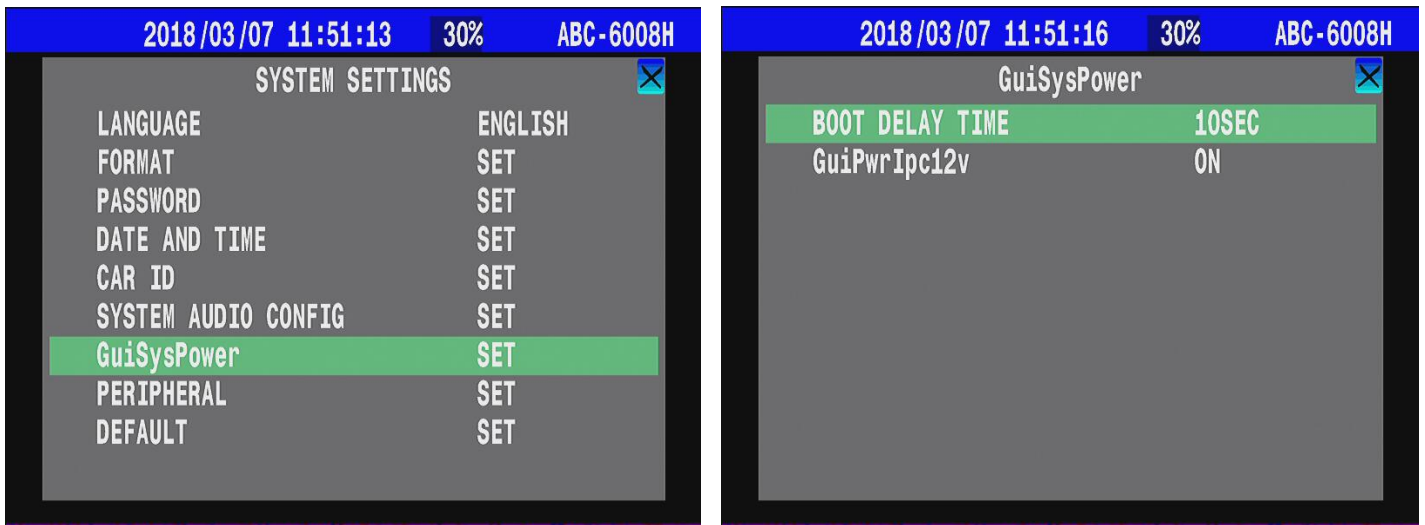 2018/03/07 11:51:13 30% ABC-6008H
SYSTEM SETTINGS
LANGUAGE ENGLISH
FORMAT SET
PASSWORD SET
DATE AND TIME SET
CAR ID SET
SYSTEM AUDIO CONFIG SET
GuiSysPower SET
PERIPHERAL SET
DEFAULT SET
2018/03/07 11:51:16 30% ABC-6008H
GuiSysPower
BOOT DELAY TIME 10SEC
GuiPwrIpc12v ON